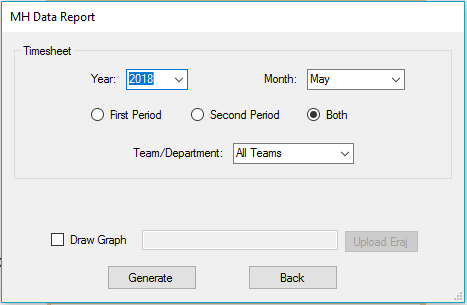 MH Data Report
Timesheet
Year: 2018 Month: May
First Period Second Period Both
Team/Department: All Teams
Draw Graph Upload Eraj
Generate Back